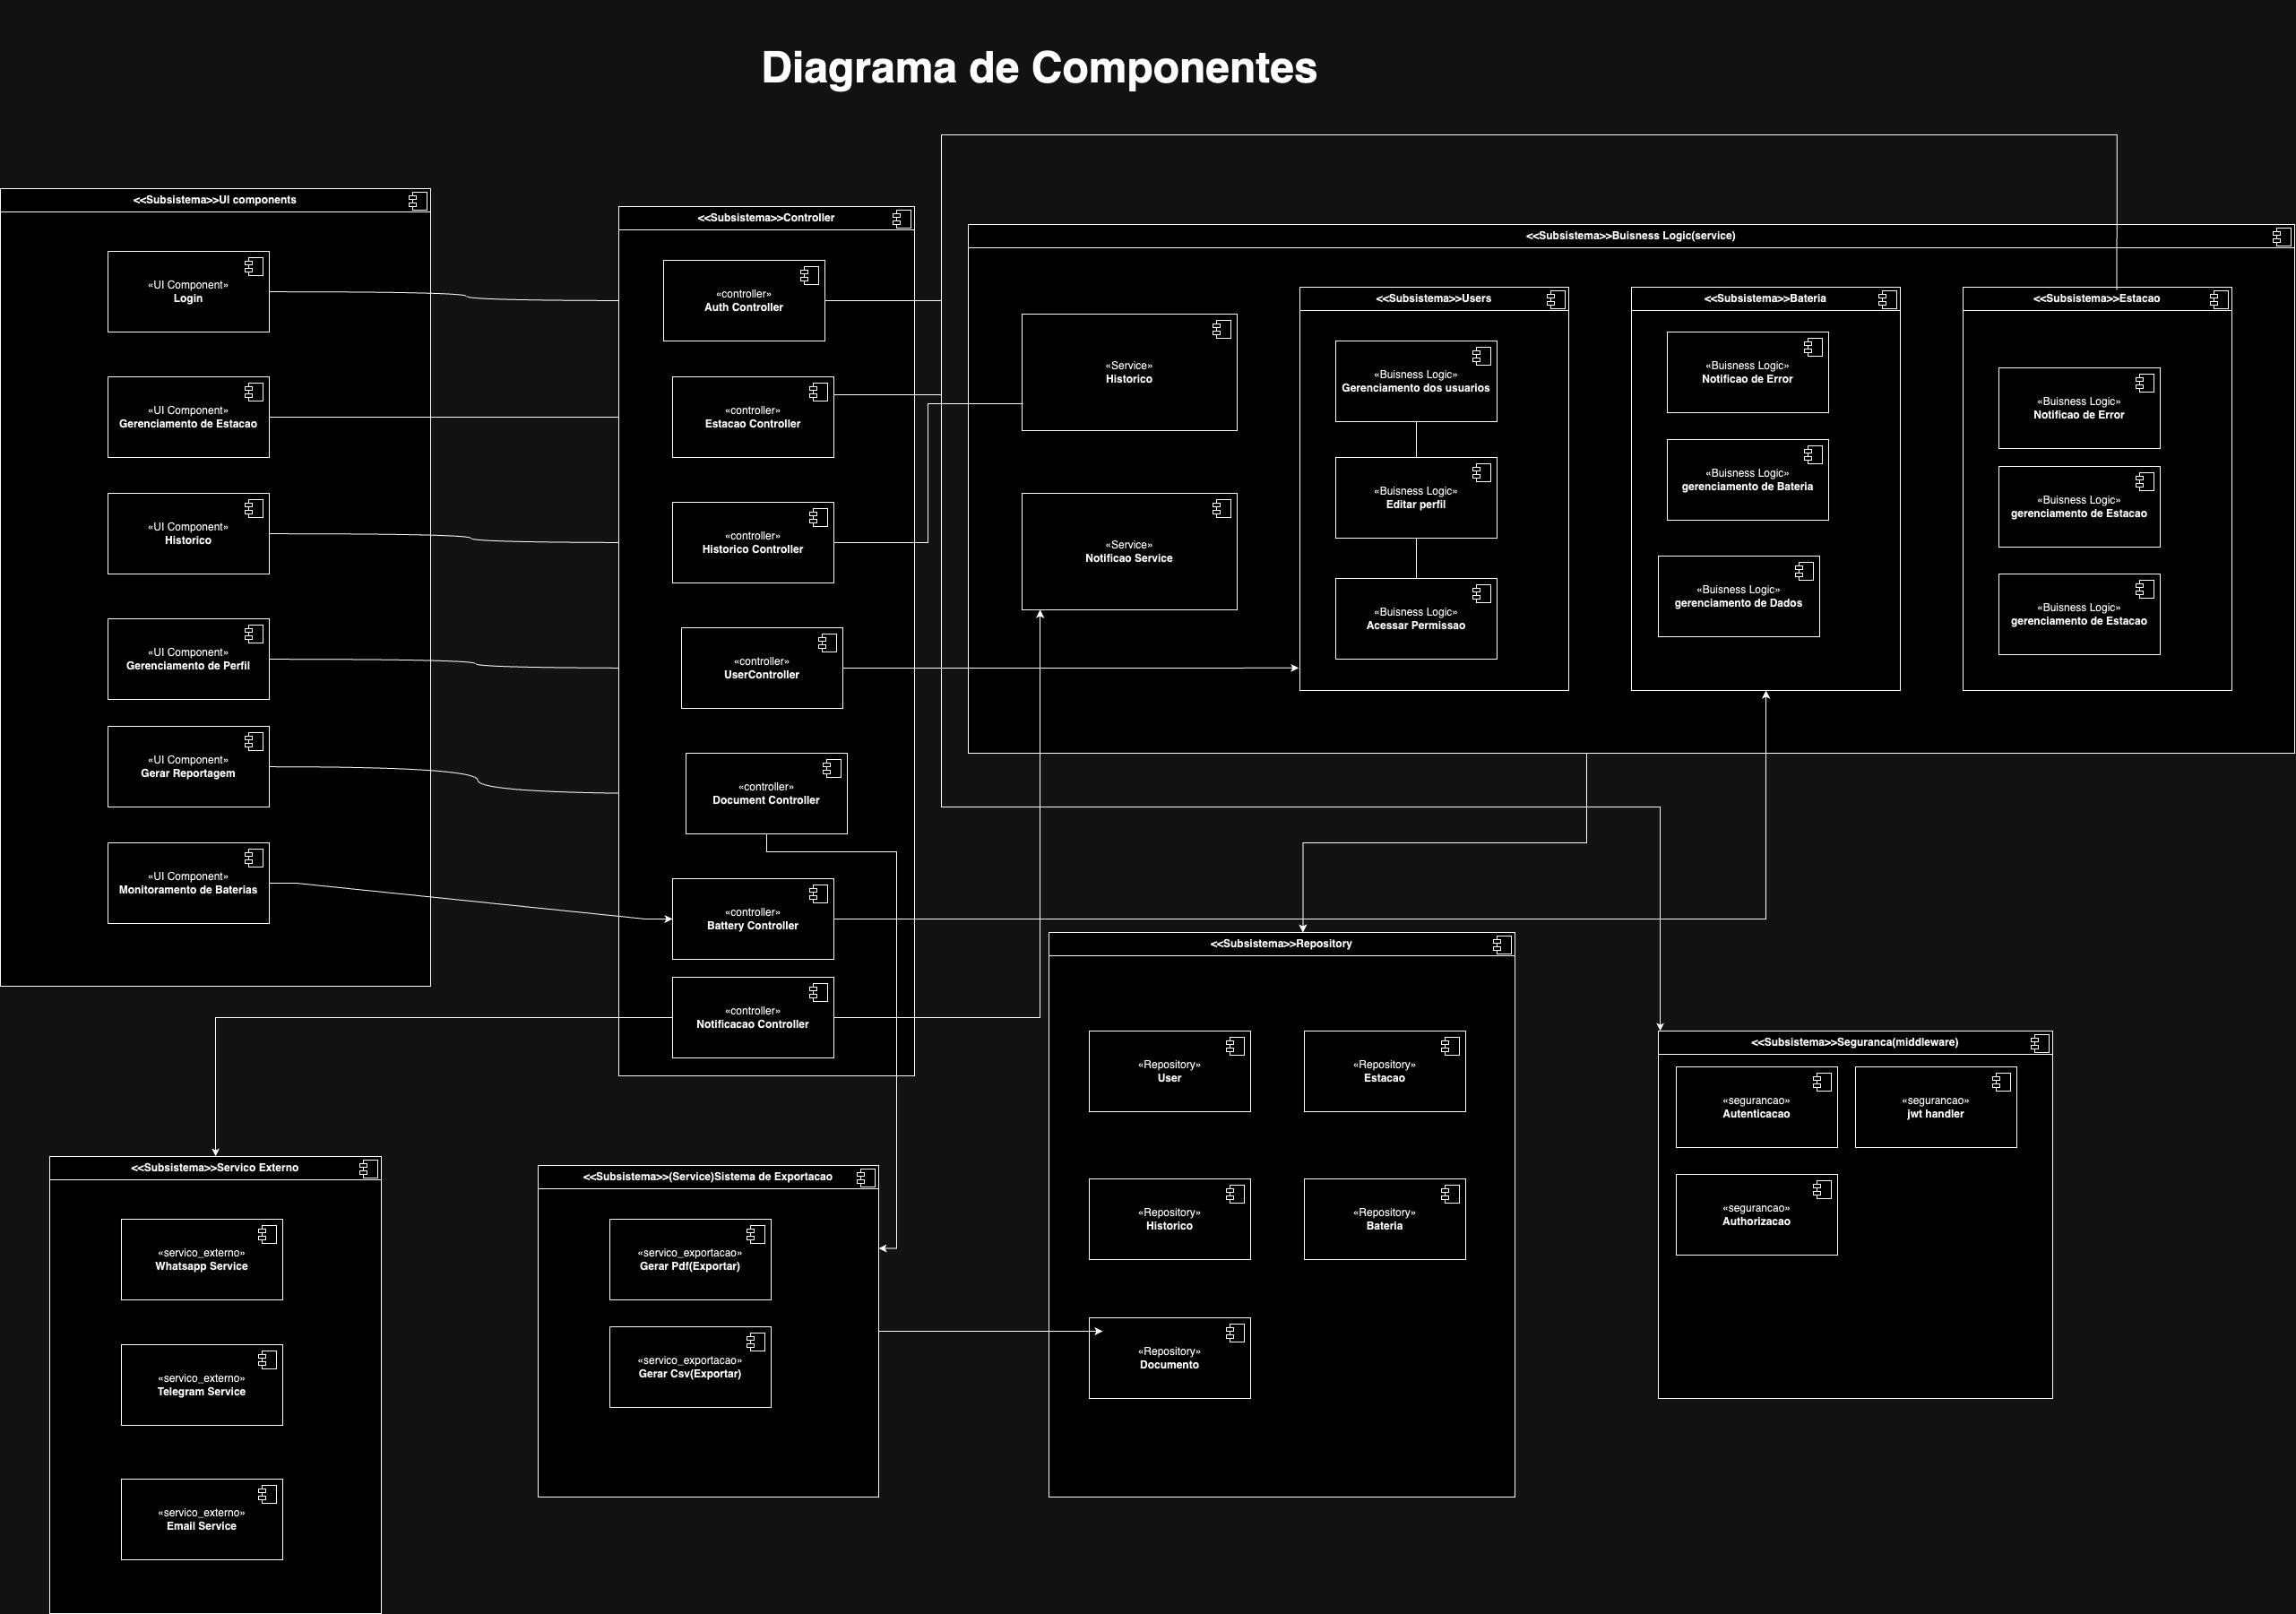 Diagrama de Componentes
<<Subsistema>>UI components
«UI Component»
Login
«UI Component»
Gerenciamento de Estacao
«UI Component»
Historico
«UI Component»
Gerenciamento de Perfil
«UI Component»
Gerar Reportagem
«UI Component»
Monitoramento de Baterias
<<Subsistema>>Controller
«controller»
Auth Controller
«controller»
Estacao Controller
«controller»
Historico Controller
«controller»
UserController
«controller»
Document Controller
«controller»
Battery Controller
«controller»
Notificacao Controller
<<Subsistema>>Buisness Logic(service)
«Service»
Historico
«Service»
Notificao Service
<<Subsistema>>Users
«Buisness Logic»
Gerenciamento dos usuarios
«Buisness Logic»
Editar perfil
«Buisness Logic»
Acessar Permissao
<<Subsistema>>Bateria
«Buisness Logic»
Notificao de Error
«Buisness Logic»
gerenciamento de Bateria
«Buisness Logic»
gerenciamento de Dados
<<Subsistema>>Estacao
«Buisness Logic»
Notificao de Error
«Buisness Logic»
gerenciamento de Estacao
«Buisness Logic»
gerenciamento de Estacao
<<Subsistema>>Servico Externo
«servico_externo»
Whatsapp Service
«servico_externo»
Telegram Service
«servico_externo»
Email Service
<<Subsistema>>(Service)Sistema de Exportacao
«servico_exportacao»
Gerar Pdf(Exportar)
«servico_exportacao»
Gerar Csv(Exportar)
<<Subsistema>>Repository
«Repository»
User
«Repository»
Estacao
«Repository»
Historico
«Repository»
Bateria
«Repository»
Documento
<<Subsistema>>Seguranca(middleware)
«segurancao»
Autenticacao
«segurancao»
jwt handler
«segurancao»
Authorizacao